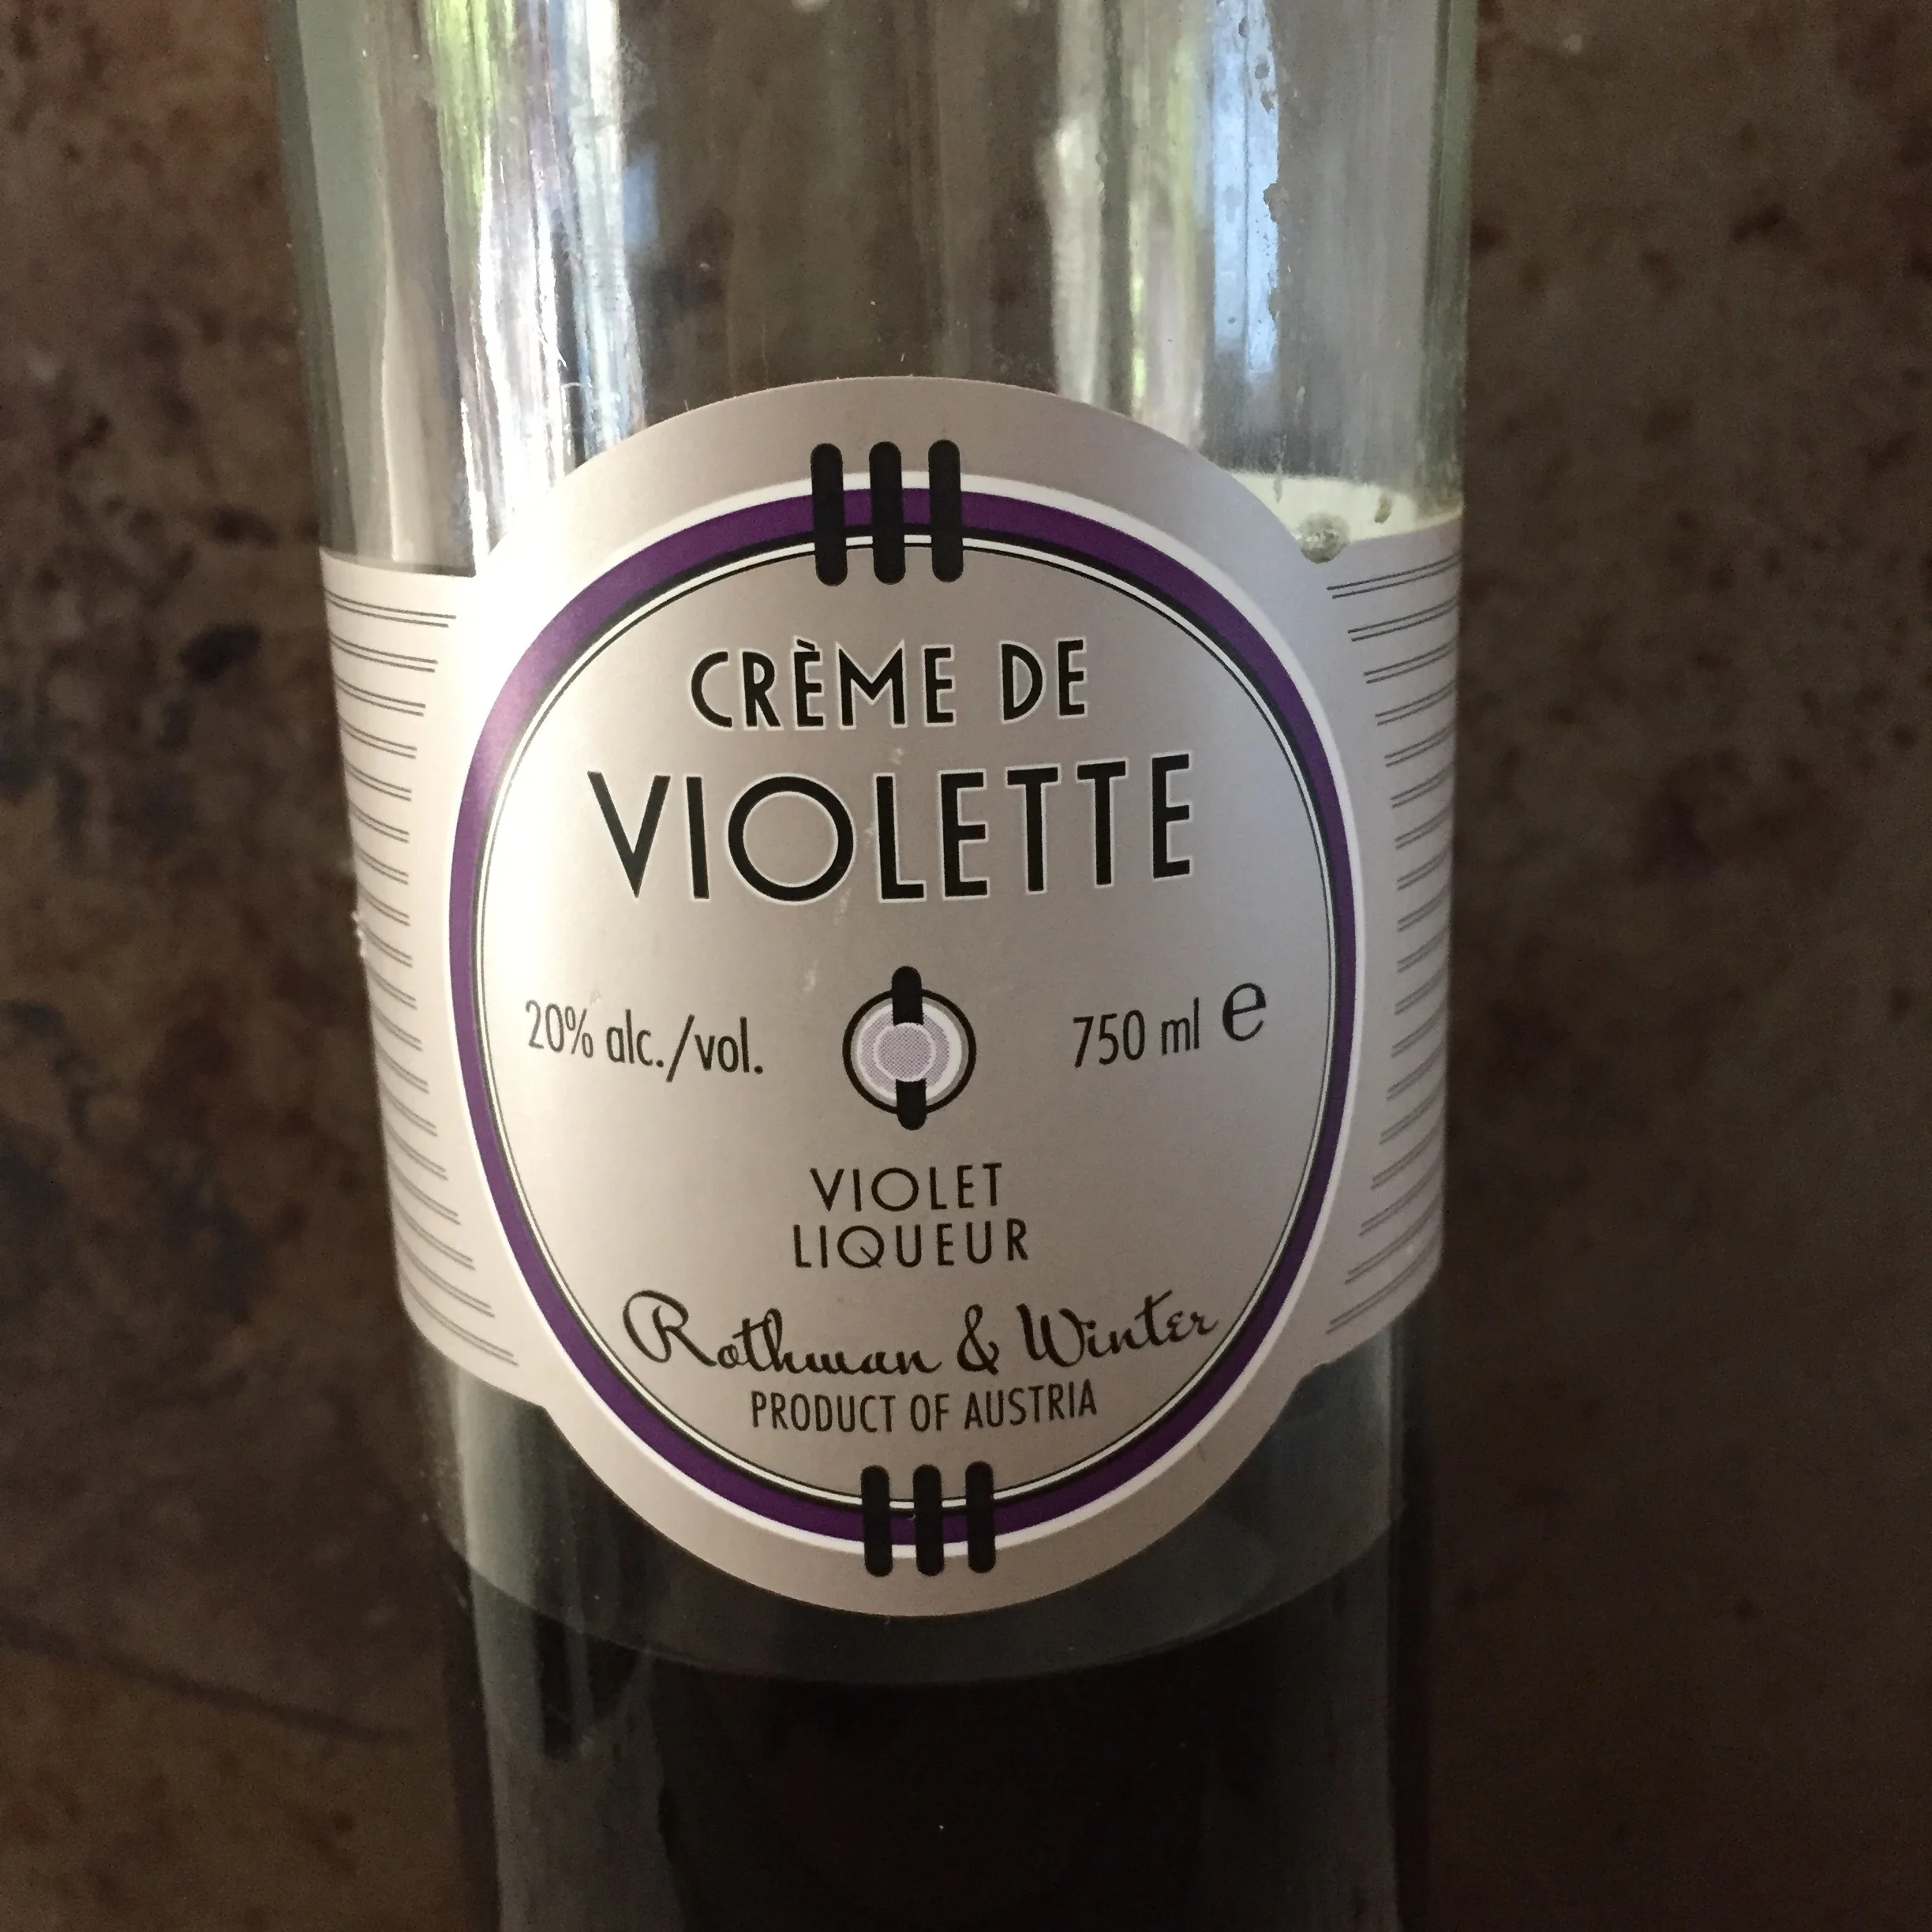 CRÈME DE
VIOLETTE
20% alc./vol. 750 ml e
VIOLET
LIQUEUR
Rothman & Winter
PRODUCT OF AUSTRIA